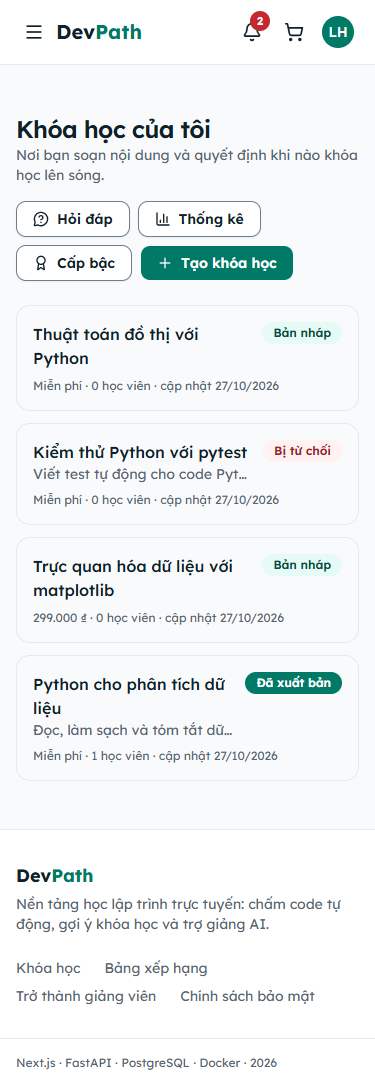 DevPath
2
LH
Khóa học của tôi
Nơi bạn soạn nội dung và quyết định khi nào khóa
học lên sóng.
Hỏi đáp
Thống kê
Cấp bậc
Tạo khóa học
Thuật toán đồ thị với
Python
Bản nháp
Miễn phí · 0 học viên · cập nhật 27/10/2026
Kiểm thử Python với pytest
Bị từ chối
Viết test tự động cho code Pyt...
Miễn phí · 0 học viên · cập nhật 27/10/2026
Trực quan hóa dữ liệu với
matplotlib
Bản nháp
299.000 ₫ · 0 học viên · cập nhật 27/10/2026
Python cho phân tích dữ
liệu
Đã xuất bản
Đọc, làm sạch và tóm tắt dữ...
Miễn phí · 1 học viên · cập nhật 27/10/2026
DevPath
Nền tảng học lập trình trực tuyến: chấm code tự
động, gợi ý khóa học và trợ giảng AI.
Khóa học
Bảng xếp hạng
Trở thành giảng viên
Chính sách bảo mật
Next.js · FastAPI · PostgreSQL · Docker · 2026